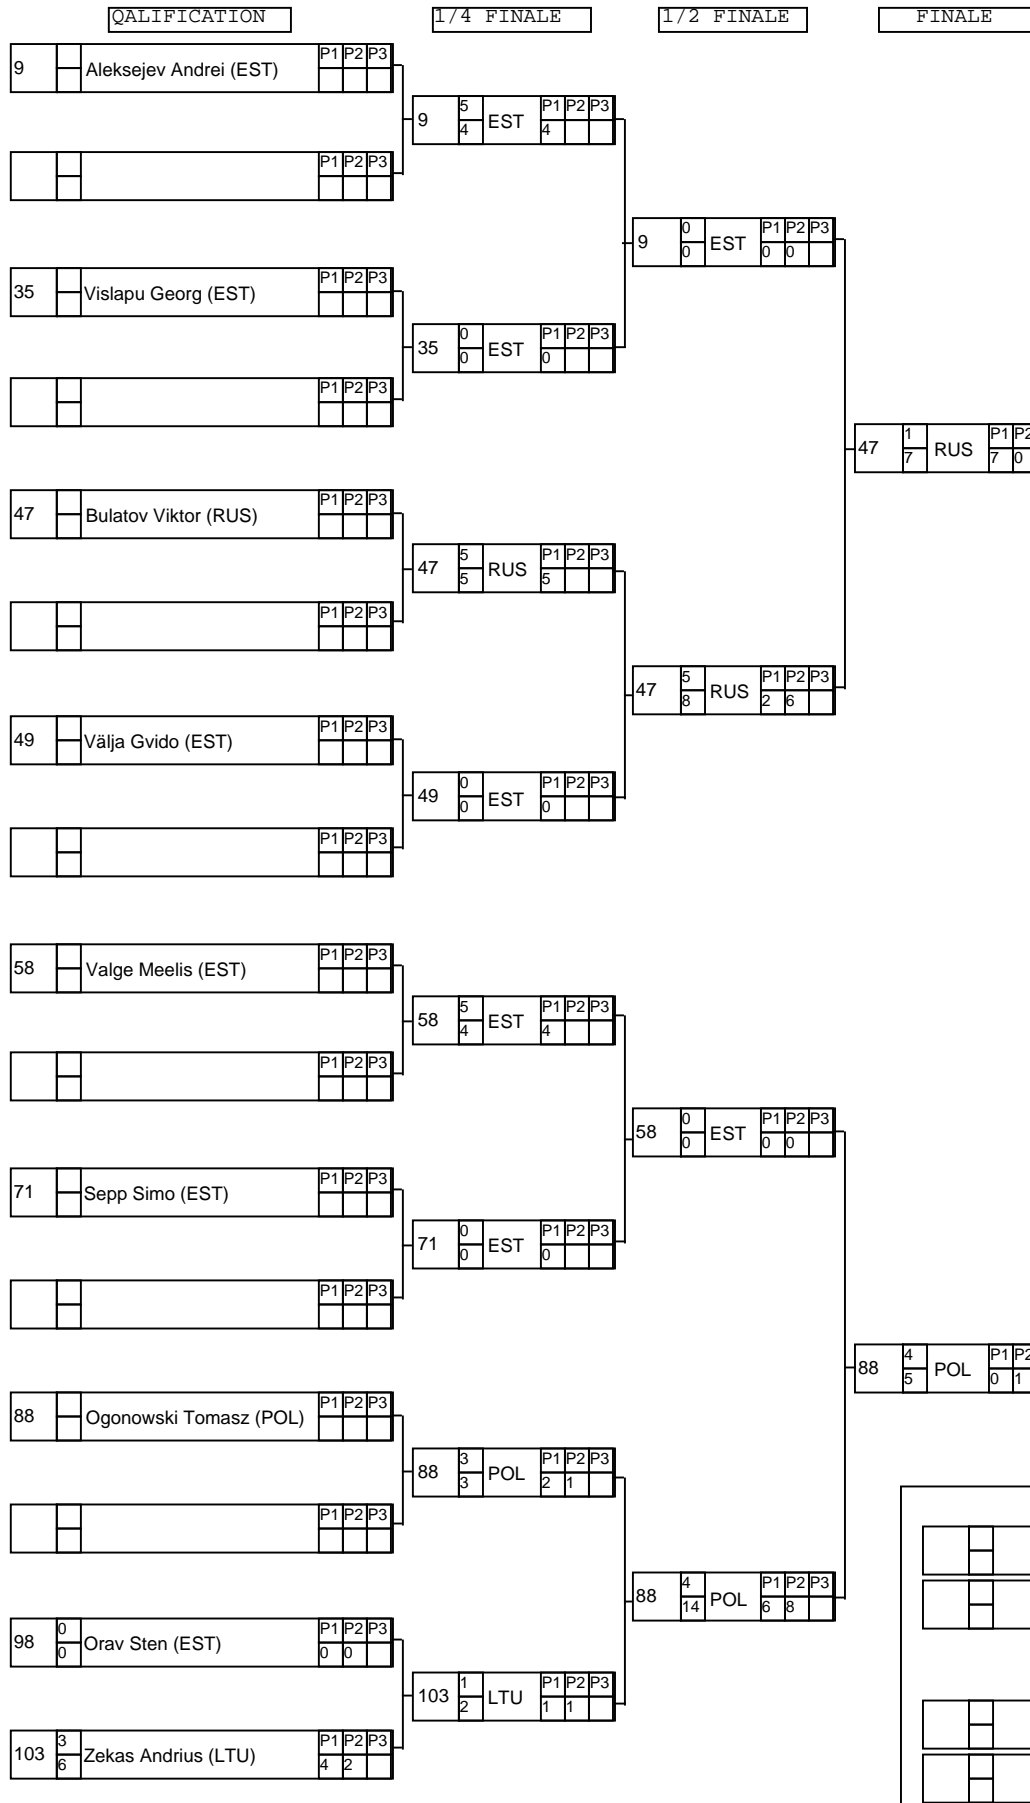 QALIFICATION 1/4 FINALE 1/2 FINALE FINALE
9 Aleksejev Andrei (EST) P1 P2 P3
9 5 4 EST P1 P2 P3 4
P1 P2 P3
9 0 0 EST P1 P2 P3 0 0
35 Vislapu Georg (EST) P1 P2 P3
35 0 0 EST P1 P2 P3 0
P1 P2 P3
47 1 7 RUS P1 P2 7 0
47 Bulatov Viktor (RUS) P1 P2 P3
47 5 5 RUS P1 P2 P3 5
P1 P2 P3
47 5 8 RUS P1 P2 P3 2 6
49 Välja Gvido (EST) P1 P2 P3
49 0 0 EST P1 P2 P3 0
P1 P2 P3
58 Valge Meelis (EST) P1 P2 P3
58 5 4 EST P1 P2 P3 4
P1 P2 P3
58 0 0 EST P1 P2 P3 0 0
71 Sepp Simo (EST) P1 P2 P3
71 0 0 EST P1 P2 P3 0
P1 P2 P3
88 4 5 POL P1 P2 0 1
88 Ogonowski Tomasz (POL) P1 P2 P3
88 3 3 POL P1 P2 P3 2 1
P1 P2 P3
88 4 14 POL P1 P2 P3 6 8
98 0 0 Orav Sten (EST) P1 P2 P3 0 0
103 1 2 LTU P1 P2 P3 1 1
103 3 6 Zekas Andrius (LTU) P1 P2 P3 4 2